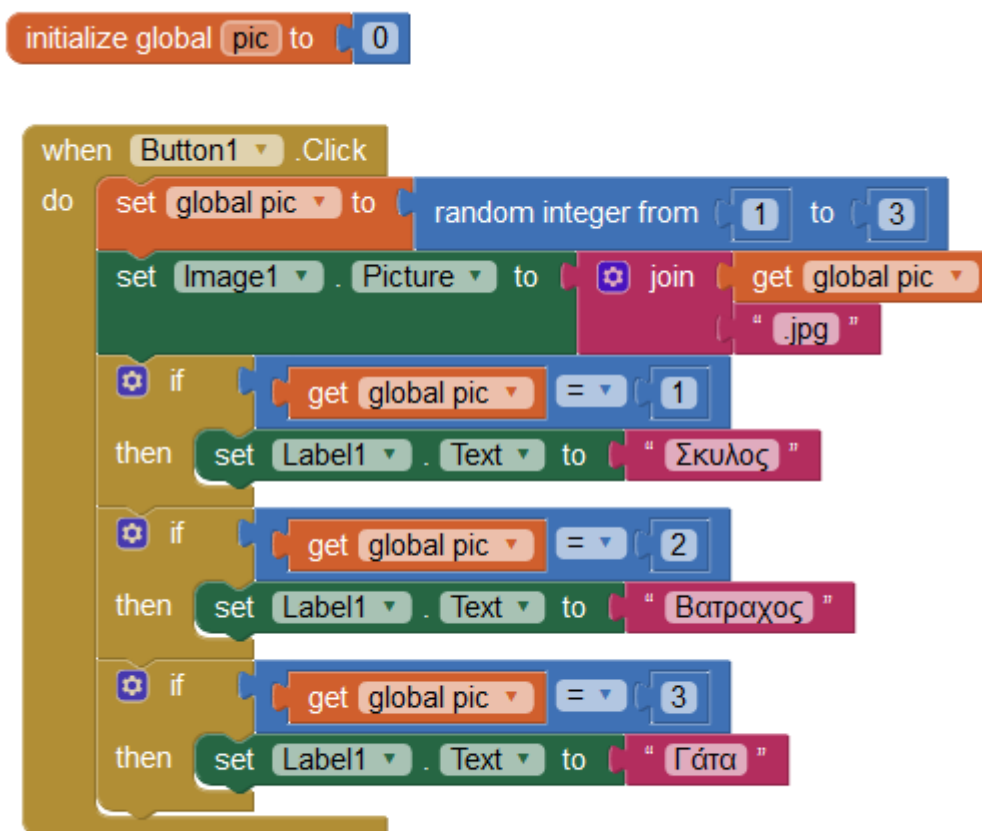 initialize global pic to 0
when Button1 .Click
do set global pic to random integer from 1 to 3
set Image1 . Picture to join get global pic
" .jpg "
if get global pic = 1
then set Label1 . Text to " Σκυλος "
if get global pic = 2
then set Label1 . Text to " Βατραχος "
if get global pic = 3
then set Label1 . Text to " Γάτα "